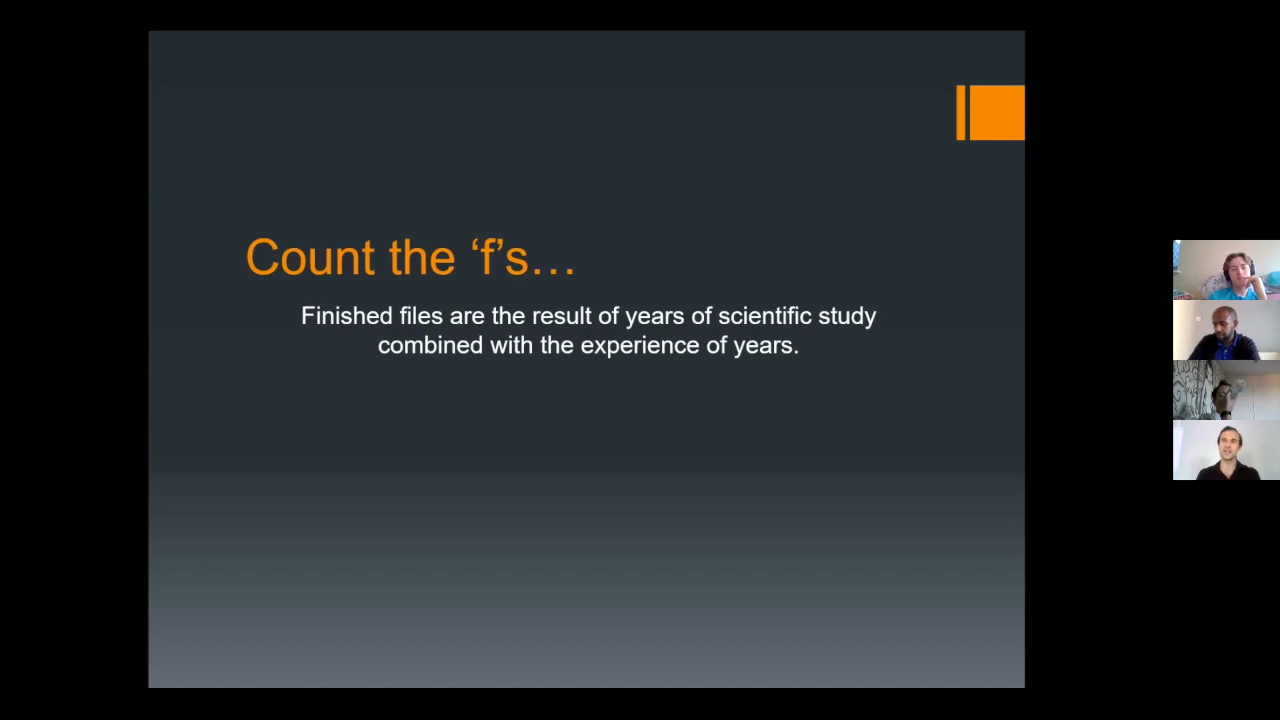 Count the ‘f’s…
Finished files are the result of years of scientific study
combined with the experience of years.